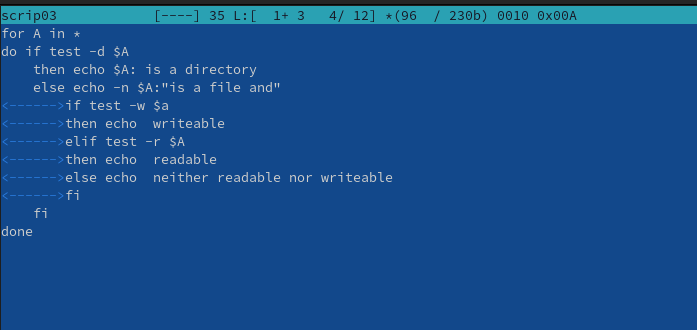 scrip03            [----] 35 L:[  1+ 3   4/ 12] *(96  / 230b) 0010 0x00A
for A in *
do if test -d $A
    then echo $A: is a directory
    else echo -n $A:"is a file and"
<------>if test -w $a
<------>then echo  writeable
<------>elif test -r $A
<------>then echo  readable
<------>else echo  neither readable nor writeable
<------>fi
    fi
done